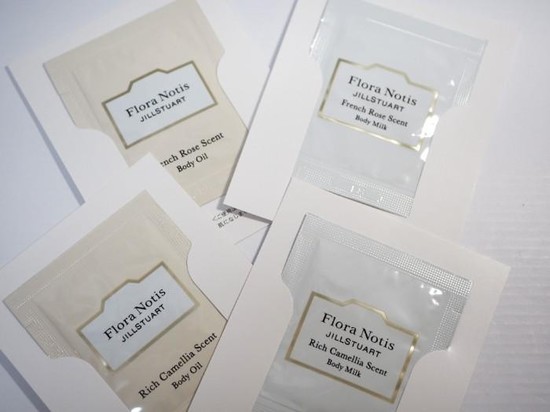 Flora Notis
JILLSTUART
French Rose Scent
Body Oil
Flora Notis
JILLSTUART
French Rose Scent
Body Milk
Flora Notis
JILLSTUART
Rich Camellia Scent
Body Oil
Flora Notis
JILLSTUART
Rich Camellia Scent
Body Milk